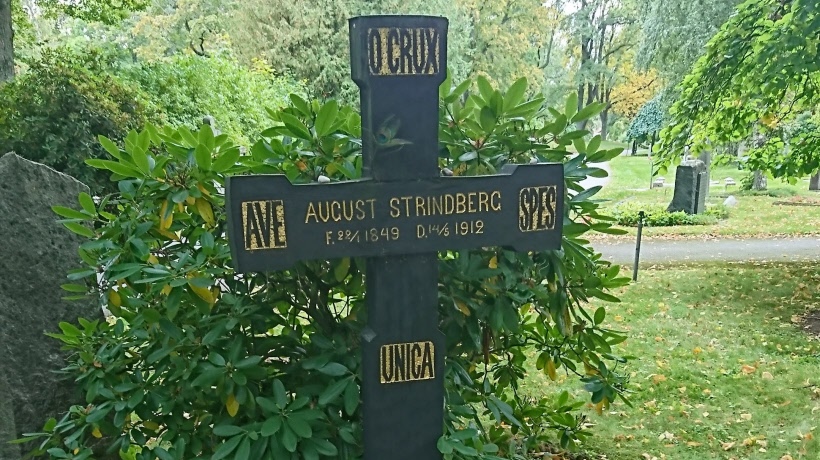 O CRUX
AVE
AUGUST STRINDBERG
F. 22/1 1849 D. 14/5 1912
SPES
UNICA